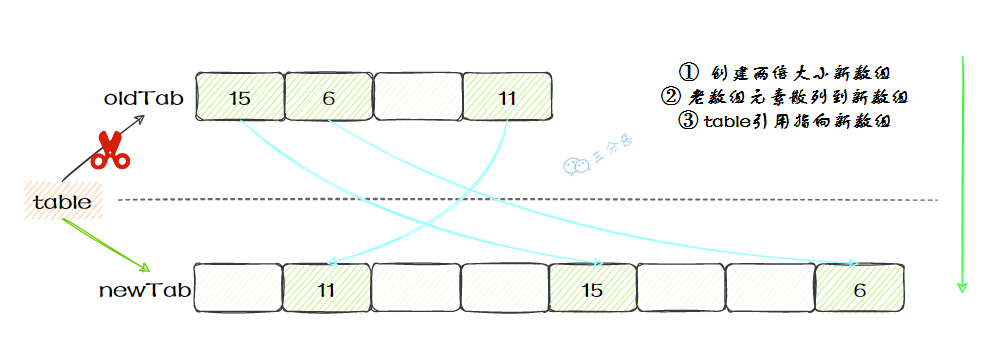 ① 创建两倍大小新数组
② 老数组元素散列到新数组
③ table引用指向新数组
oldTab 15 6 11
三分恶
table
newTab 11 15 6